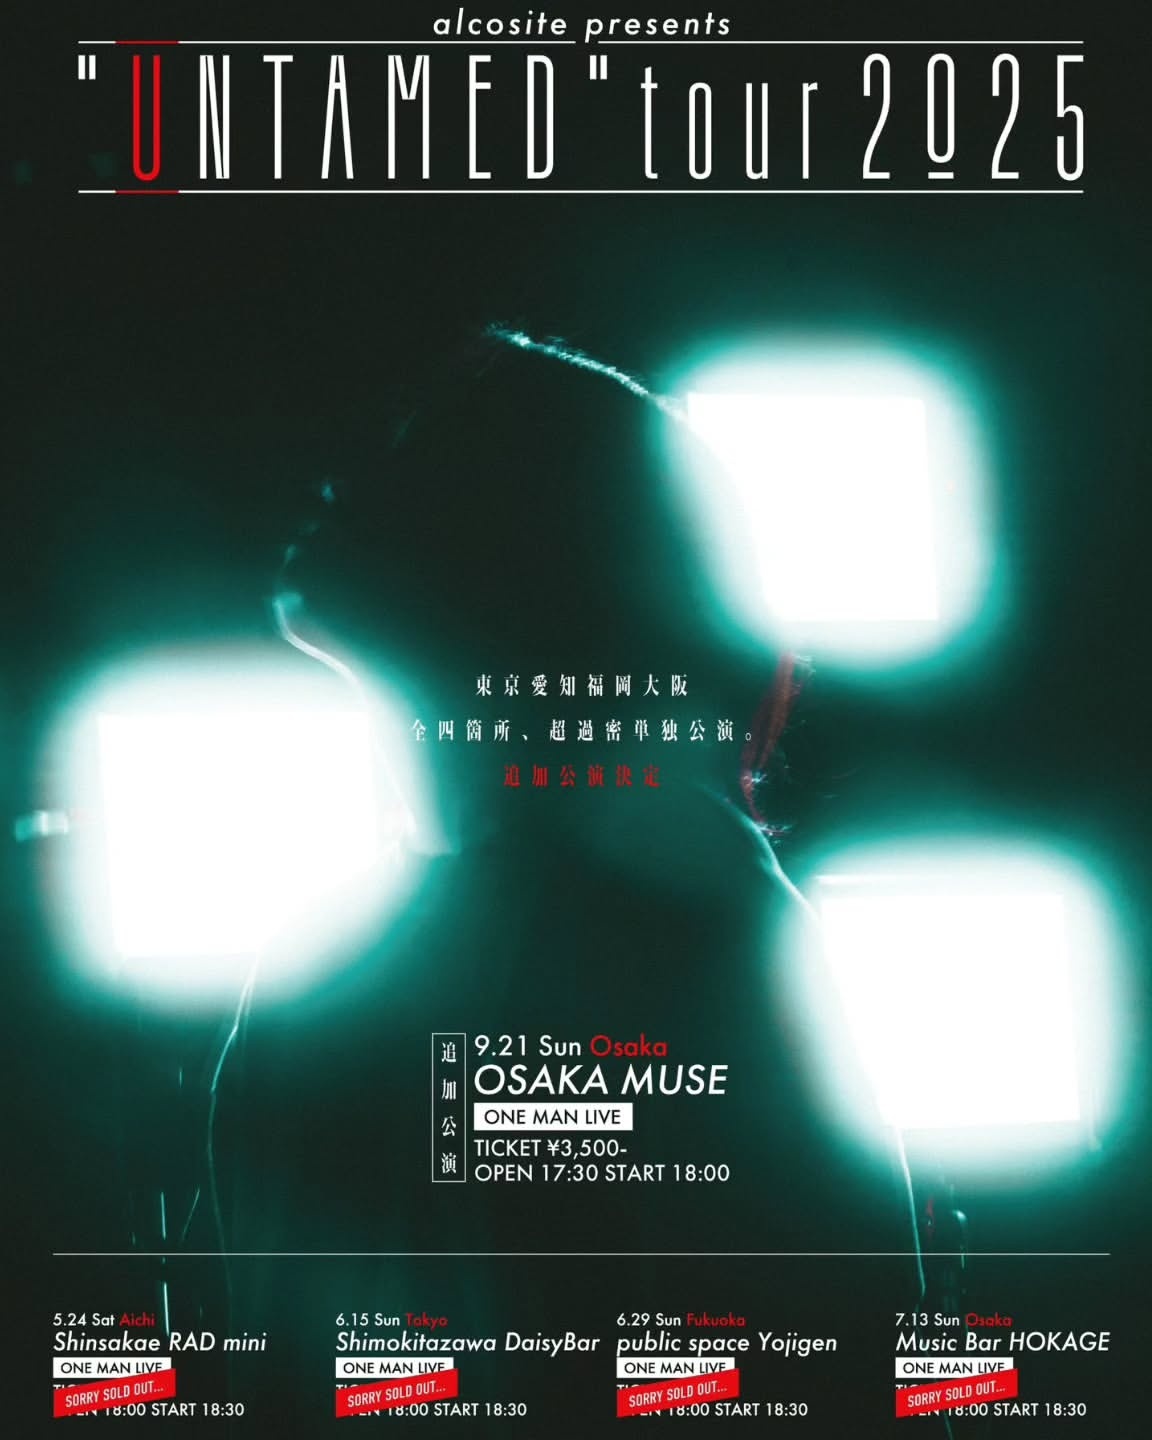 alcosite presents
"UNTAMED" tour 2025
東京愛知福岡大阪
全四箇所、超過密単独公演。
追加公演決定
追加公演
9.21 Sun Osaka
OSAKA MUSE
ONE MAN LIVE
TICKET ¥3,500-
OPEN 17:30 START 18:00
5.24 Sat Aichi
Shinsakae RAD mini
ONE MAN LIVE
SORRY SOLD OUT...
18:00 START 18:30
6.15 Sun Tokyo
Shimokitazawa DaisyBar
ONE MAN LIVE
SORRY SOLD OUT...
18:00 START 18:30
6.29 Sun Fukuoka
public space Yojigen
ONE MAN LIVE
SORRY SOLD OUT...
18:00 START 18:30
7.13 Sun Osaka
Music Bar HOKAGE
ONE MAN LIVE
SORRY SOLD OUT...
18:00 START 18:30